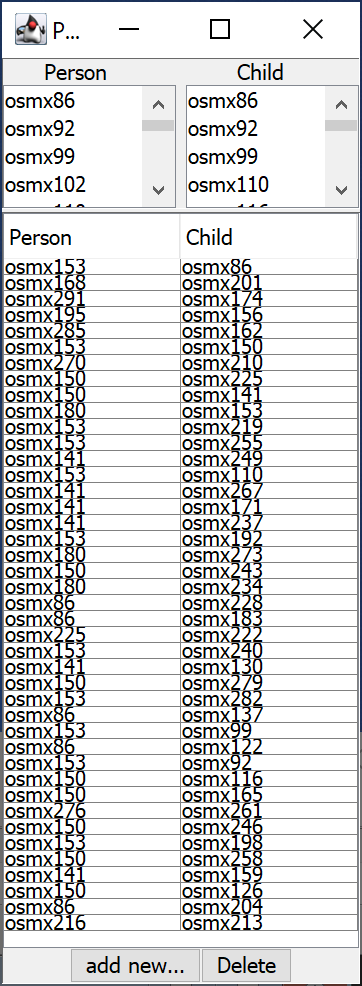 P...
Person Child
osmx86 osmx86
osmx92 osmx92
osmx99 osmx99
osmx102 osmx110
Person Child
osmx153 osmx86
osmx168 osmx201
osmx291 osmx174
osmx195 osmx156
osmx285 osmx162
osmx153 osmx150
osmx270 osmx210
osmx150 osmx225
osmx150 osmx141
osmx180 osmx153
osmx153 osmx219
osmx153 osmx255
osmx141 osmx249
osmx153 osmx110
osmx141 osmx267
osmx141 osmx171
osmx141 osmx237
osmx153 osmx192
osmx180 osmx273
osmx150 osmx243
osmx180 osmx234
osmx86 osmx228
osmx86 osmx183
osmx225 osmx222
osmx153 osmx240
osmx141 osmx130
osmx150 osmx279
osmx153 osmx282
osmx86 osmx137
osmx153 osmx99
osmx86 osmx122
osmx153 osmx92
osmx150 osmx116
osmx150 osmx165
osmx276 osmx261
osmx150 osmx246
osmx153 osmx198
osmx150 osmx258
osmx141 osmx159
osmx150 osmx126
osmx86 osmx204
osmx216 osmx213
add new... Delete